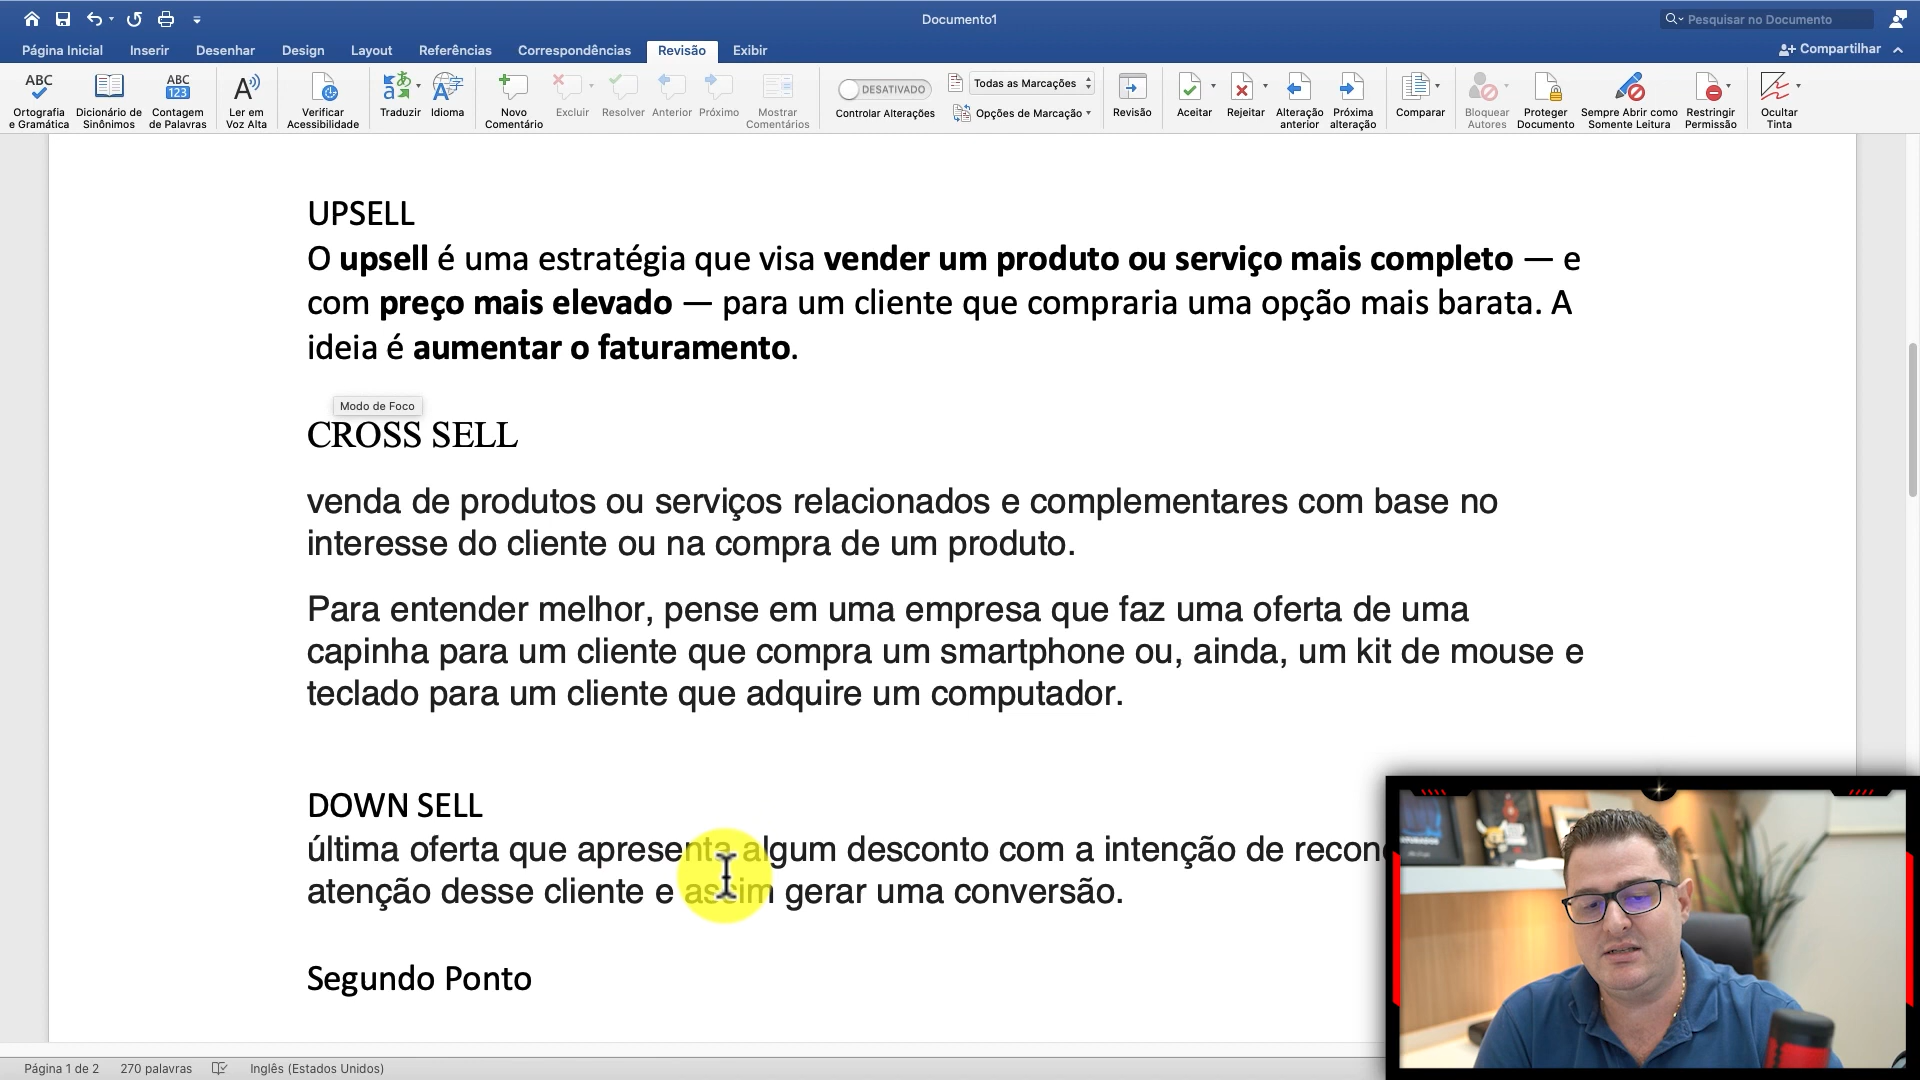 Documento1
Pesquisar no Documento
Página Inicial Inserir Desenhar Design Layout Referências Correspondências Revisão Exibir Compartilhar
ABC ABC 123
DESATIVADO Todas as Marcações
Ortografia e Gramática
Dicionário de Sinônimos
Contagem de Palavras
Ler em Voz Alta
Verificar Acessibilidade
Traduzir
Idioma
Novo Comentário
Excluir
Resolver
Anterior
Próximo
Mostrar Comentários
Controlar Alterações
Opções de Marcação
Revisão
Aceitar
Rejeitar
Alteração anterior
Próxima alteração
Comparar
Bloquear Autores
Proteger Documento
Sempre Abrir como Somente Leitura
Restringir Permissão
Ocultar Tinta
UPSELL
O upsell é uma estratégia que visa vender um produto ou serviço mais completo — e
com preço mais elevado — para um cliente que compraria uma opção mais barata. A
ideia é aumentar o faturamento.
Modo de Foco
CROSS SELL
venda de produtos ou serviços relacionados e complementares com base no
interesse do cliente ou na compra de um produto.
Para entender melhor, pense em uma empresa que faz uma oferta de uma
capinha para um cliente que compra um smartphone ou, ainda, um kit de mouse e
teclado para um cliente que adquire um computador.
DOWN SELL
última oferta que apresenta algum desconto com a intenção de
atenção desse cliente e assim gerar uma conversão.
Segundo Ponto
Página 1 de 2 270 palavras Inglês (Estados Unidos)